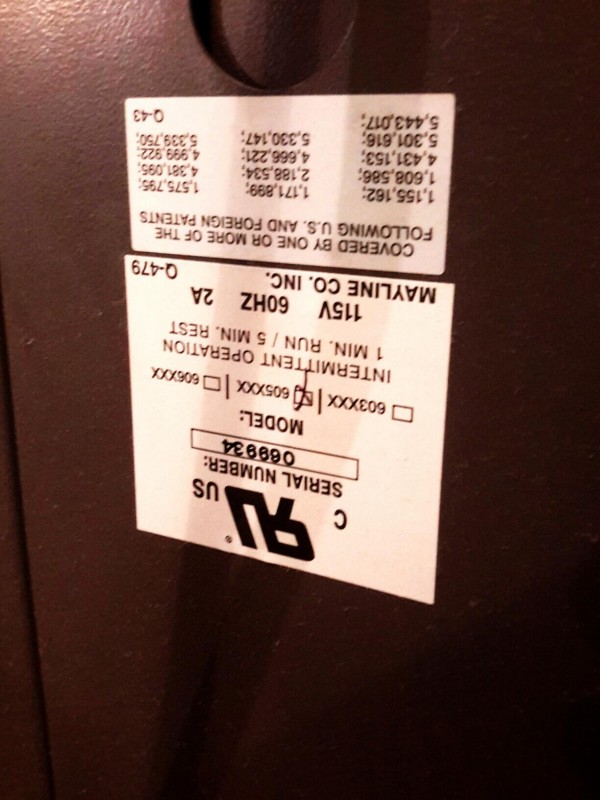 C RU® US
SERIAL NUMBER:
069934
MODEL:
☐ 603XXX | ☑ 605XXX | ☐ 606XXX
INTERMITTENT OPERATION
1 MIN. RUN / 5 MIN. REST
115V 60HZ 2A
MAYLINE CO. INC. Q-479
COVERED BY ONE OR MORE OF THE
FOLLOWING U.S. AND FOREIGN PATENTS
1,155,162; 1,171,899; 1,575,795;
1,608,586; 2,188,534; 4,381,095;
4,431,153; 4,666,221; 4,999,922;
5,301,616; 5,330,147; 5,339,750;
5,443,017; Q-43